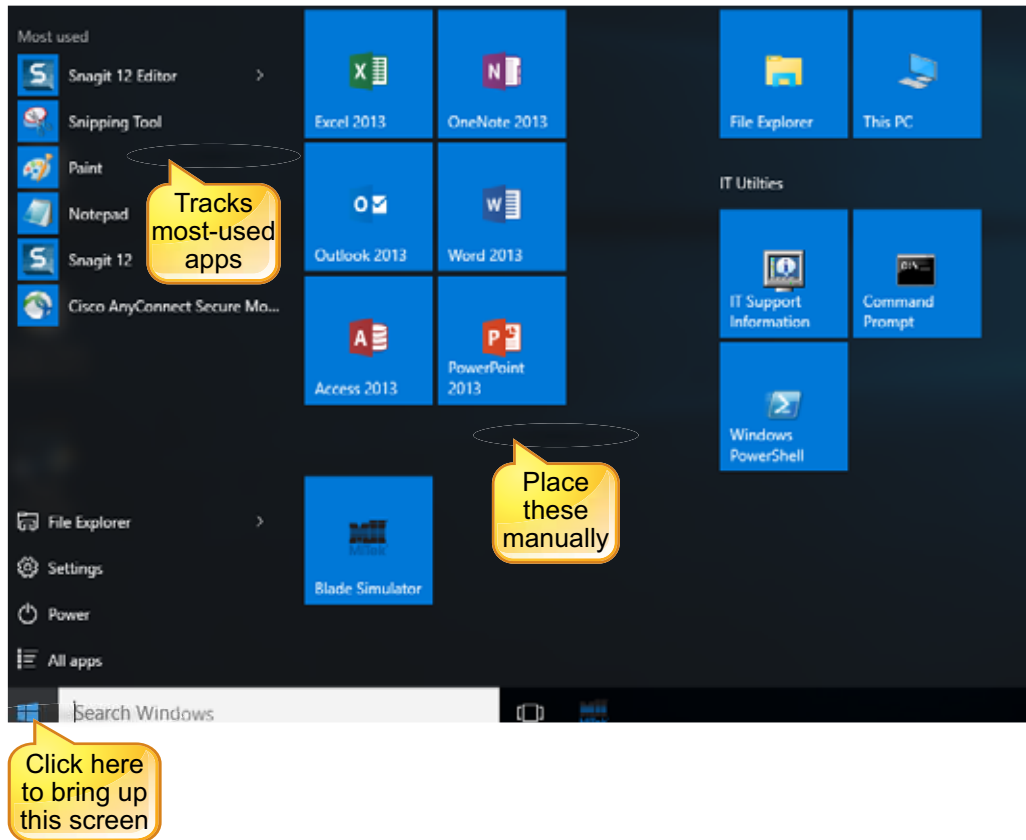 Most used
Snagit 12 Editor
Snipping Tool
Paint
Notepad
Snagit 12
Cisco AnyConnect Secure Mo...
Tracks
most-used
apps
File Explorer
Settings
Power
All apps
Excel 2013
OneNote 2013
Outlook 2013
Word 2013
Access 2013
PowerPoint
2013
Blade Simulator
Place
these
manually
File Explorer
This PC
IT Utilties
IT Support
Information
Command
Prompt
Windows
PowerShell
Search Windows
Click here
to bring up
this screen